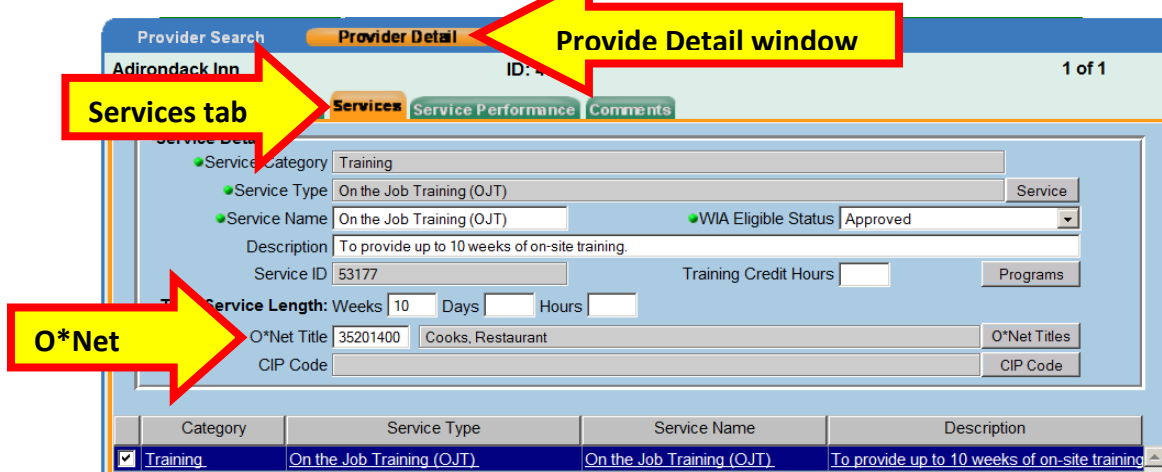 Provider Search Provider Detail Provide Detail window
Adirondack Inn ID: 1 of 1
Services tab Services Service Performance Comments
Service
Service Category Training
Service Type On the Job Training (OJT) Service
Service Name On the Job Training (OJT) WIA Eligible Status Approved
Description To provide up to 10 weeks of on-site training.
Service ID 53177 Training Credit Hours Programs
Service Length: Weeks 10 Days Hours
O*Net O*Net Title 35201400 Cooks, Restaurant O*Net Titles
CIP Code CIP Code
Category Service Type Service Name Description
Training On the Job Training (OJT) On the Job Training (OJT) To provide up to 10 weeks of on-site training